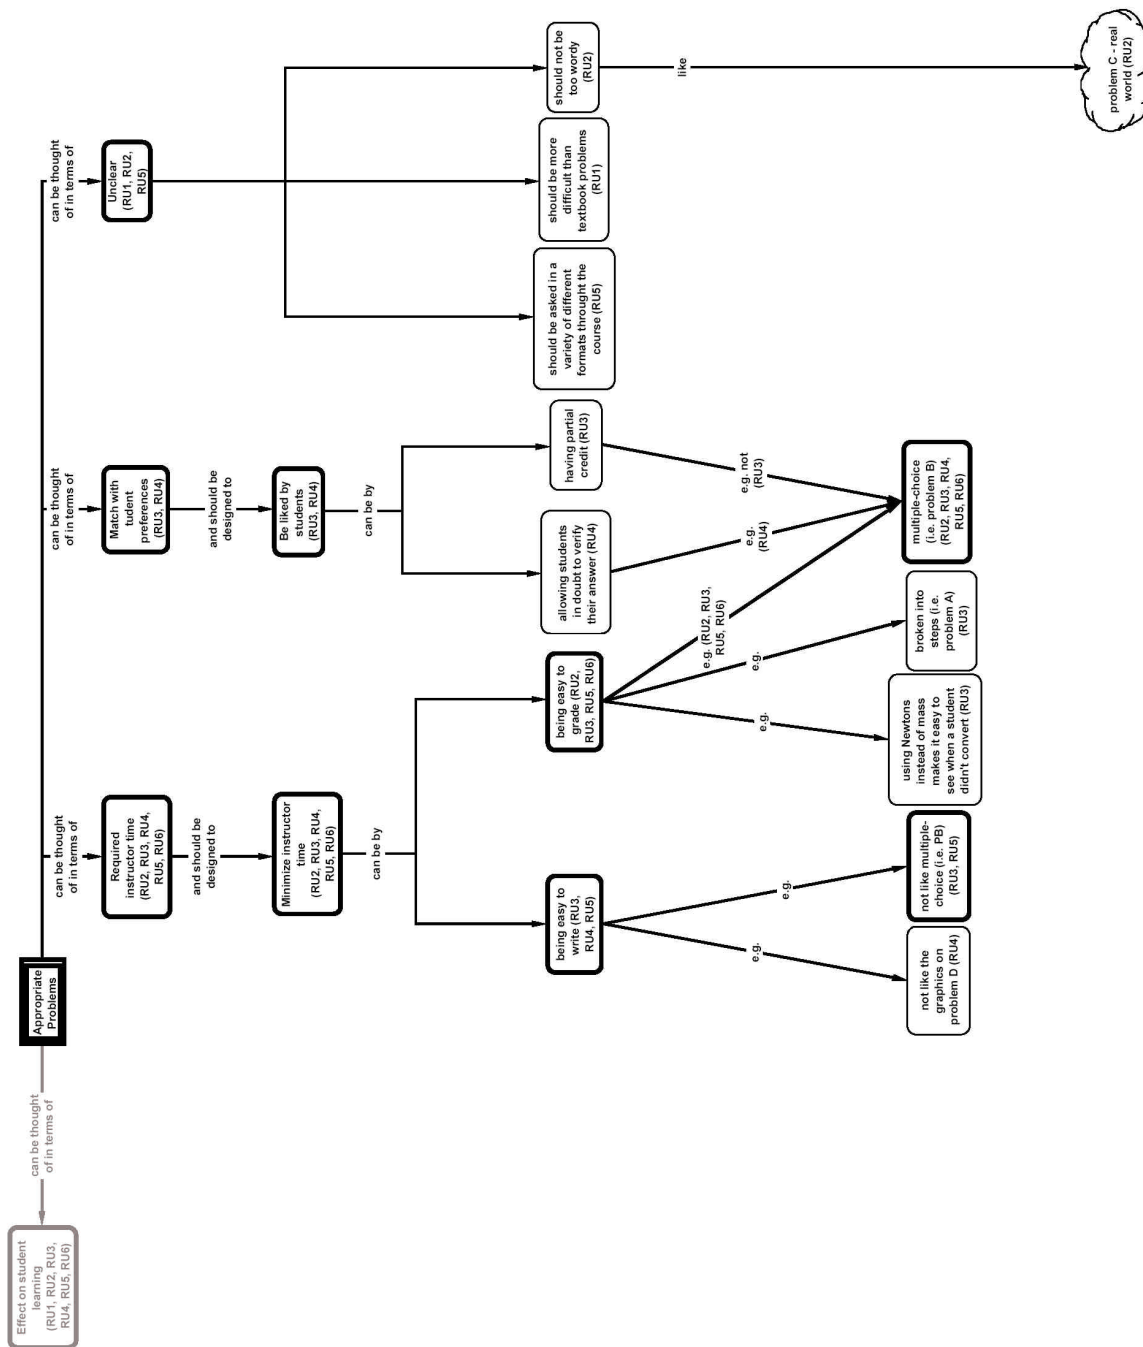 Appropriate
Problems
can be thought
of in terms of
Effect on student
learning
(RU1, RU2, RU3,
RU4, RU5, RU6)
can be thought
of in terms of
Required
instructor time
(RU2, RU3, RU4,
RU5, RU6)
and should be
designed to
Minimize instructor
time
(RU2, RU3, RU4,
RU5, RU6)
can be by
being easy to
write (RU3,
RU4, RU5)
e.g.
not like the
graphics on
problem D (RU4)
e.g.
not like multiple-
choice (i.e. PB)
(RU3, RU5)
being easy to
grade (RU2,
RU3, RU5, RU6)
e.g.
using Newtons
instead of mass
makes it easy to
see when a student
didn't convert (RU3)
e.g.
broken into
steps (i.e.
problem A)
(RU3)
e.g. (RU2, RU3,
RU5, RU6)
multiple-choice
(i.e. problem B)
(RU2, RU3, RU4,
RU5, RU6)
can be thought
of in terms of
Match with
tudent
preferences
(RU3, RU4)
and should be
designed to
Be liked by
students
(RU3, RU4)
can be by
allowing students
in doubt to verify
their answer (RU4)
e.g.
(RU4)
having partial
credit (RU3)
e.g. not
(RU3)
can be thought
of in terms of
Unclear
(RU1, RU2,
RU5)
should be asked in a
variety of different
formats throught the
course (RU5)
should be more
difficult than
textbook problems
(RU1)
should not be
too wordy
(RU2)
like
problem C - real
world (RU2)